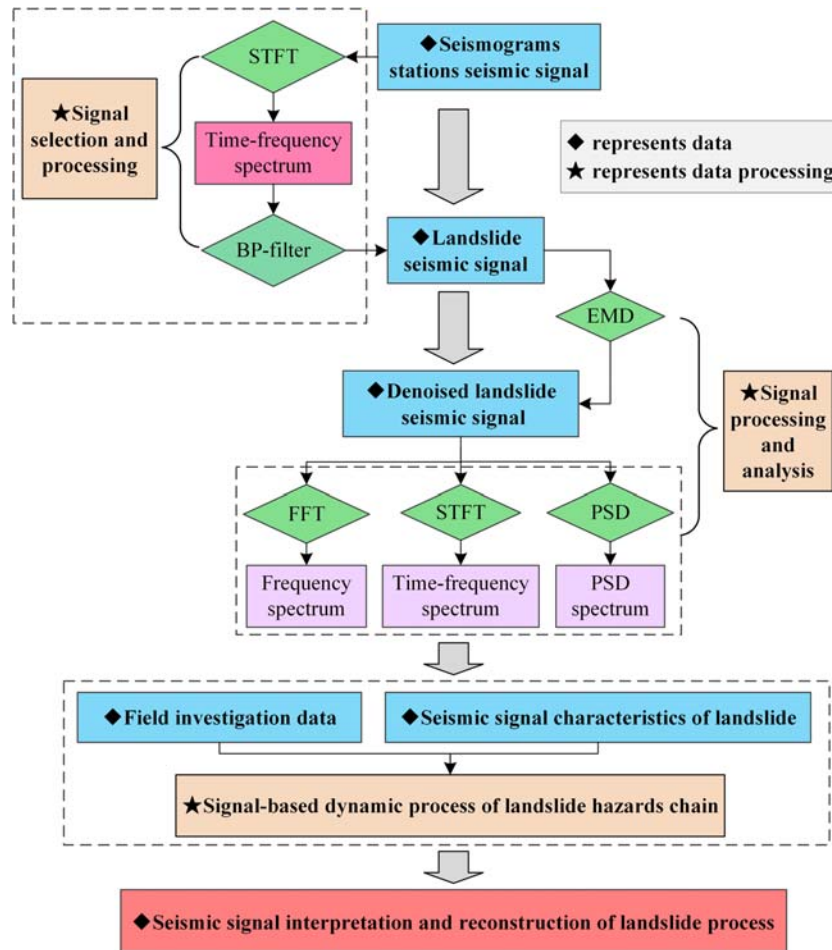 STFT
◆Seismograms
stations seismic signal
★Signal
selection and
processing
Time-frequency
spectrum
◆ represents data
★ represents data processing
BP-filter
◆Landslide
seismic signal
EMD
◆Denoised landslide
seismic signal
★Signal
processing
and
analysis
FFT
STFT
PSD
Frequency
spectrum
Time-frequency
spectrum
PSD
spectrum
◆Field investigation data
◆Seismic signal characteristics of landslide
★Signal-based dynamic process of landslide hazards chain
◆Seismic signal interpretation and reconstruction of landslide process